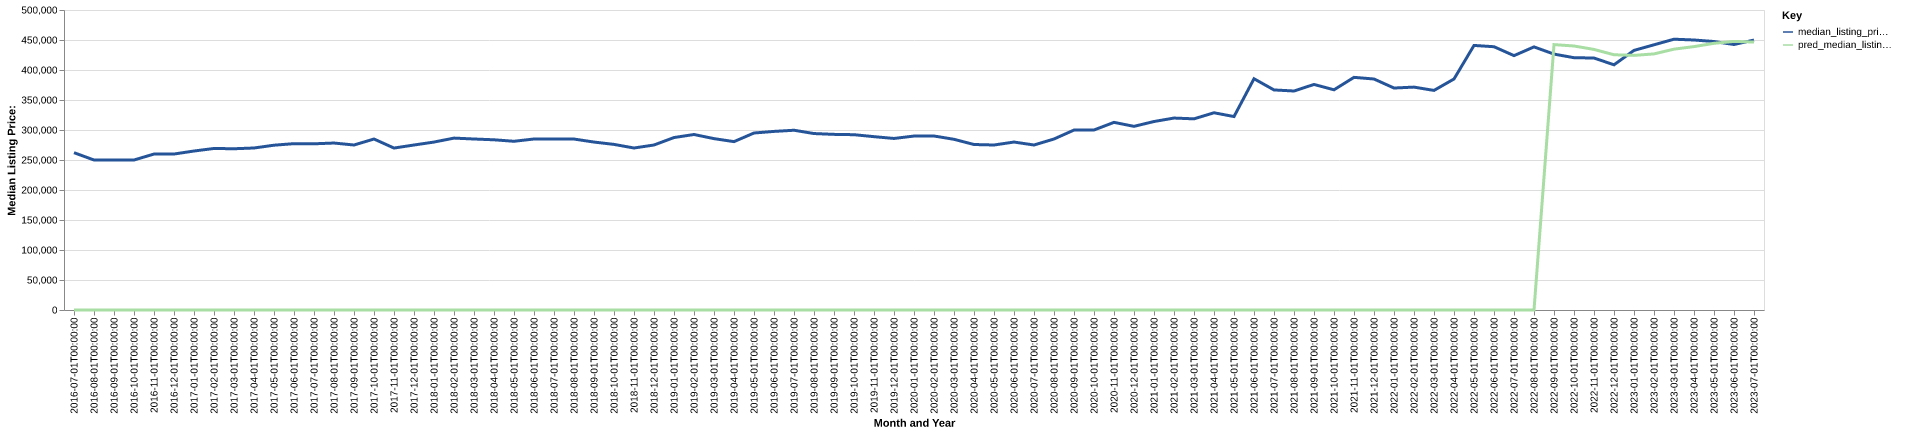 500,000
450,000
400,000
350,000
300,000
250,000
200,000
150,000
100,000
50,000
0
Median Listing Price:
2016-07-01T00:00:00
2016-08-01T00:00:00
2016-09-01T00:00:00
2016-10-01T00:00:00
2016-11-01T00:00:00
2016-12-01T00:00:00
2017-01-01T00:00:00
2017-02-01T00:00:00
2017-03-01T00:00:00
2017-04-01T00:00:00
2017-05-01T00:00:00
2017-06-01T00:00:00
2017-07-01T00:00:00
2017-08-01T00:00:00
2017-09-01T00:00:00
2017-10-01T00:00:00
2017-11-01T00:00:00
2017-12-01T00:00:00
2018-01-01T00:00:00
2018-02-01T00:00:00
2018-03-01T00:00:00
2018-04-01T00:00:00
2018-05-01T00:00:00
2018-06-01T00:00:00
2018-07-01T00:00:00
2018-08-01T00:00:00
2018-09-01T00:00:00
2018-10-01T00:00:00
2018-11-01T00:00:00
2018-12-01T00:00:00
2019-01-01T00:00:00
2019-02-01T00:00:00
2019-03-01T00:00:00
2019-04-01T00:00:00
2019-05-01T00:00:00
2019-06-01T00:00:00
2019-07-01T00:00:00
2019-08-01T00:00:00
2019-09-01T00:00:00
2019-10-01T00:00:00
2019-11-01T00:00:00
2019-12-01T00:00:00
2020-01-01T00:00:00
2020-02-01T00:00:00
2020-03-01T00:00:00
2020-04-01T00:00:00
2020-05-01T00:00:00
2020-06-01T00:00:00
2020-07-01T00:00:00
2020-08-01T00:00:00
2020-09-01T00:00:00
2020-10-01T00:00:00
2020-11-01T00:00:00
2020-12-01T00:00:00
2021-01-01T00:00:00
2021-02-01T00:00:00
2021-03-01T00:00:00
2021-04-01T00:00:00
2021-05-01T00:00:00
2021-06-01T00:00:00
2021-07-01T00:00:00
2021-08-01T00:00:00
2021-09-01T00:00:00
2021-10-01T00:00:00
2021-11-01T00:00:00
2021-12-01T00:00:00
2022-01-01T00:00:00
2022-02-01T00:00:00
2022-03-01T00:00:00
2022-04-01T00:00:00
2022-05-01T00:00:00
2022-06-01T00:00:00
2022-07-01T00:00:00
2022-08-01T00:00:00
2022-09-01T00:00:00
2022-10-01T00:00:00
2022-11-01T00:00:00
2022-12-01T00:00:00
2023-01-01T00:00:00
2023-02-01T00:00:00
2023-03-01T00:00:00
2023-04-01T00:00:00
2023-05-01T00:00:00
2023-06-01T00:00:00
2023-07-01T00:00:00
Month and Year
Key
median_listing_pri…
pred_median_listin…